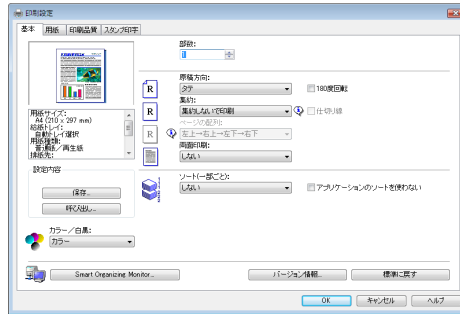 印刷設定
基本 用紙 印刷品質 スタンプ印字
部数:
1
原稿方向:
タテ
180度回転
集約:
集約しないで印刷
仕切り線
ページの配列:
左上→右上→左下→右下
両面印刷:
しない
ソート(一部ごと):
しない
アプリケーションのソートを使わない
用紙サイズ:
A4 (210 x 297 mm)
給紙トレイ:
自動トレイ選択
用紙種類:
普通紙/再生紙
排紙先:
設定内容
保存...
呼び出し...
カラー/白黒:
カラー
Smart Organizing Monitor...
バージョン情報...
標準に戻す
OK
キャンセル
ヘルプ
R
R
R